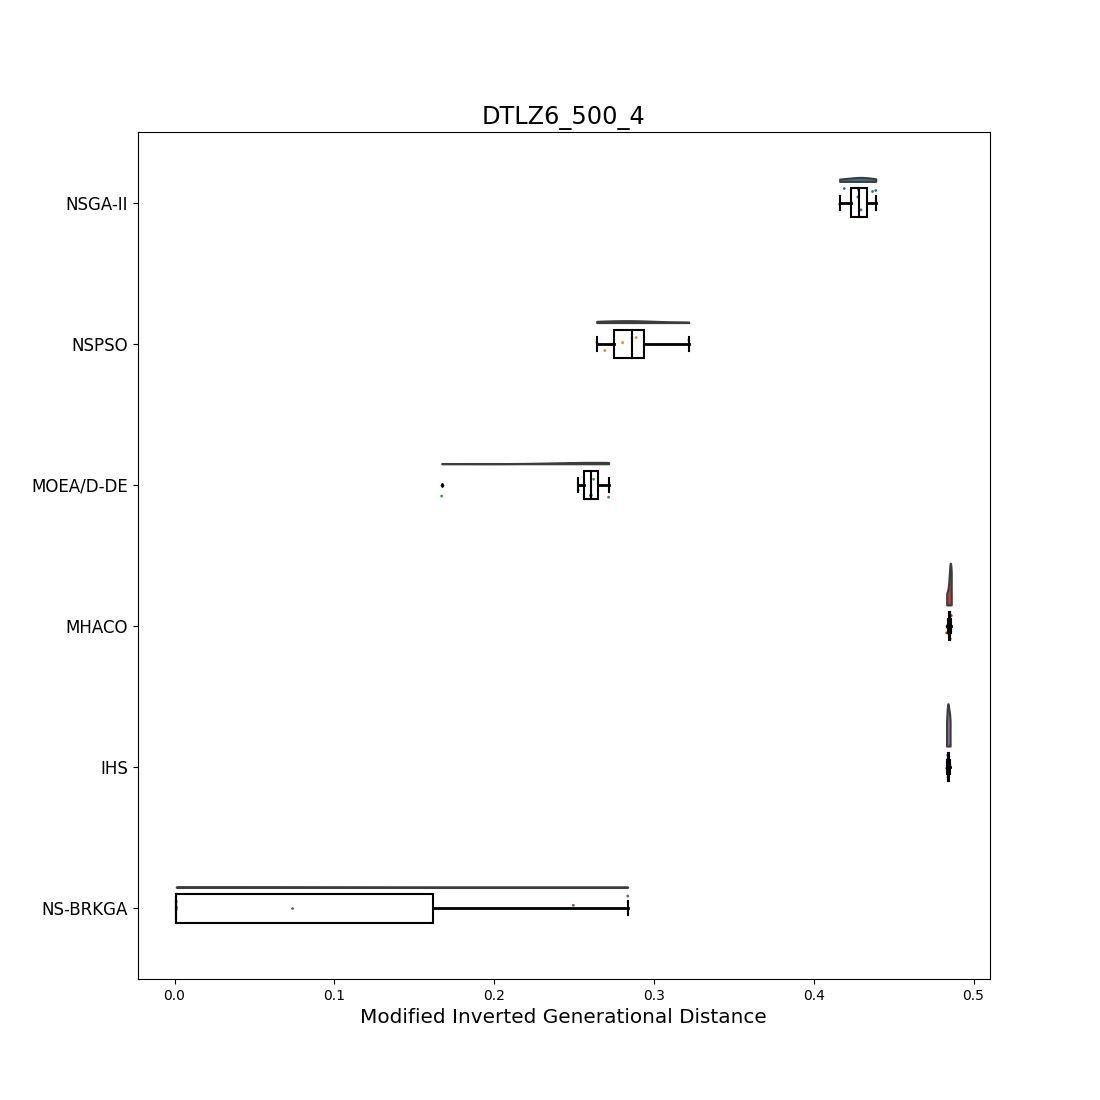 DTLZ6_500_4
NSGA-II
NSPSO
MOEA/D-DE
MHACO
IHS
NS-BRKGA
0.0 0.1 0.2 0.3 0.4 0.5
Modified Inverted Generational Distance